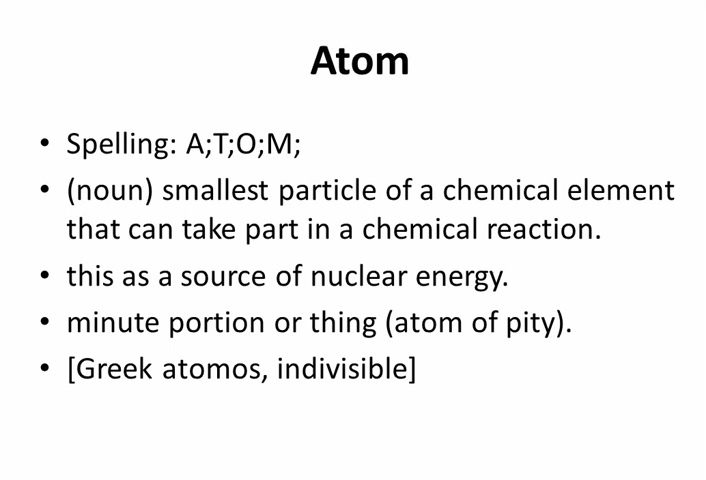 Atom
• Spelling: A;T;O;M;
• (noun) smallest particle of a chemical element
that can take part in a chemical reaction.
• this as a source of nuclear energy.
• minute portion or thing (atom of pity).
• [Greek atomos, indivisible]